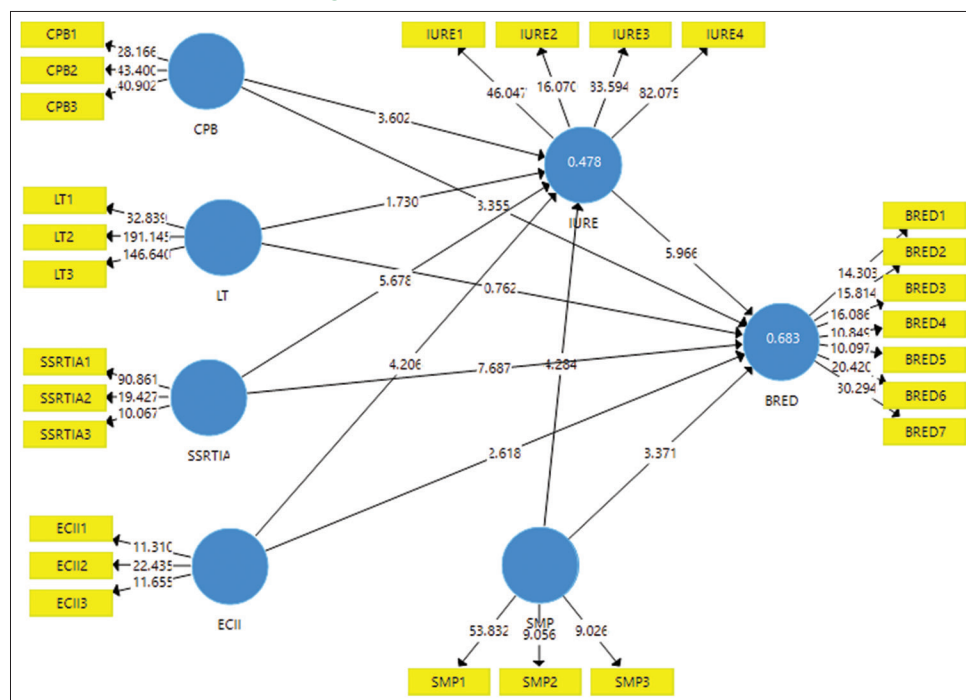 CPB1
CPB2
CPB3
28.166
43.400
40.902
CPB
IURE1
IURE2
IURE3
IURE4
46.047
16.070
33.594
82.075
0.478
IURE
3.602
1.730
3.355
LT1
LT2
LT3
32.839
191.145
146.640
LT
5.678
0.762
5.966
BRED1
BRED2
BRED3
BRED4
BRED5
BRED6
BRED7
14.303
15.814
16.086
10.849
10.097
20.420
30.294
0.683
BRED
SSRTIA1
SSRTIA2
SSRTIA3
90.861
19.427
10.067
SSRTIA
4.206
7.687
4.284
2.618
3.371
ECII1
ECII2
ECII3
11.310
22.435
11.655
ECII
SMP
53.832
9.056
9.026
SMP1
SMP2
SMP3